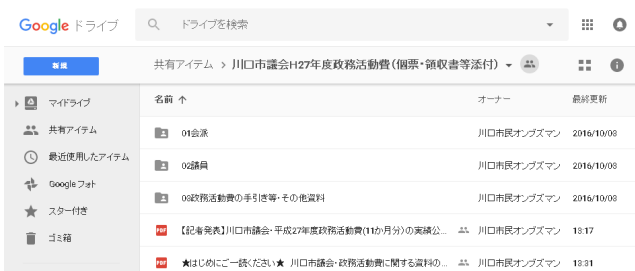 Google ドライブ
ドライブを検索
新規
共有アイテム > 川口市議会H27年度政務活動費(個票・領収書等添付)
マイドライブ
共有アイテム
最近使用したアイテム
Google フォト
スター付き
ゴミ箱
名前 ↑ オーナー 最終更新
01会派 川口市民オンブズマン 2016/10/03
02議員 川口市民オンブズマン 2016/10/03
03政務活動費の手引き等・その他資料 川口市民オンブズマン 2016/10/03
PDF 【記者発表】川口市議会・平成27年度政務活動費(11か月分)の実績公... 川口市民オンブズマン 13:17
PDF ★はじめにご一読ください★ 川口市議会・政務活動費に関する資料の... 川口市民オンブズマン 13:31